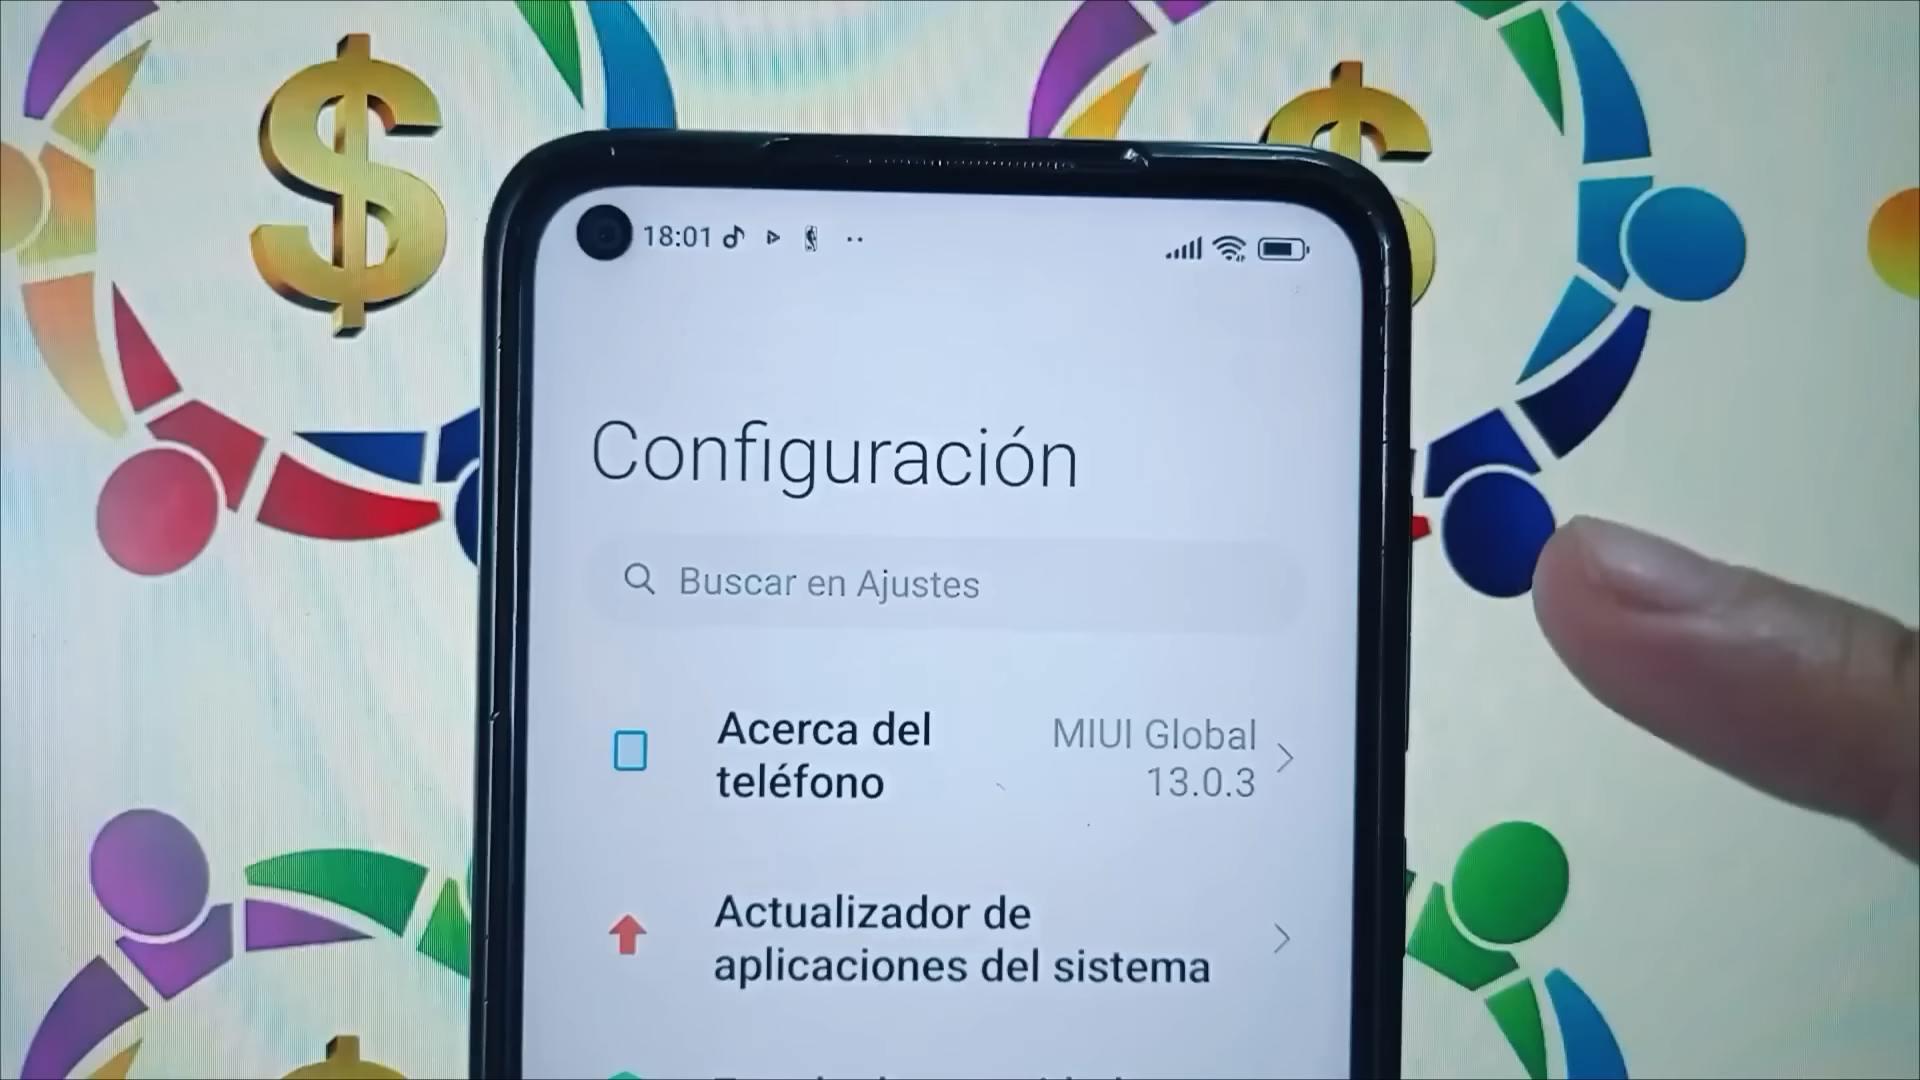 18:01
Configuración
Buscar en Ajustes
Acerca del
teléfono
MIUI Global
13.0.3
Actualizador de
aplicaciones del sistema